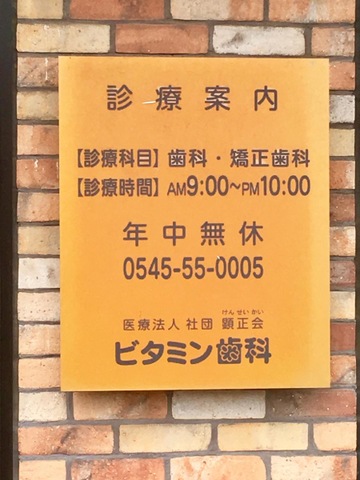 診療案内
【診療科目】歯科・矯正歯科
【診療時間】AM9:00~PM10:00
年中無休
0545-55-0005
けんせいかい
医療法人社団 顕正会
ビタミン歯科